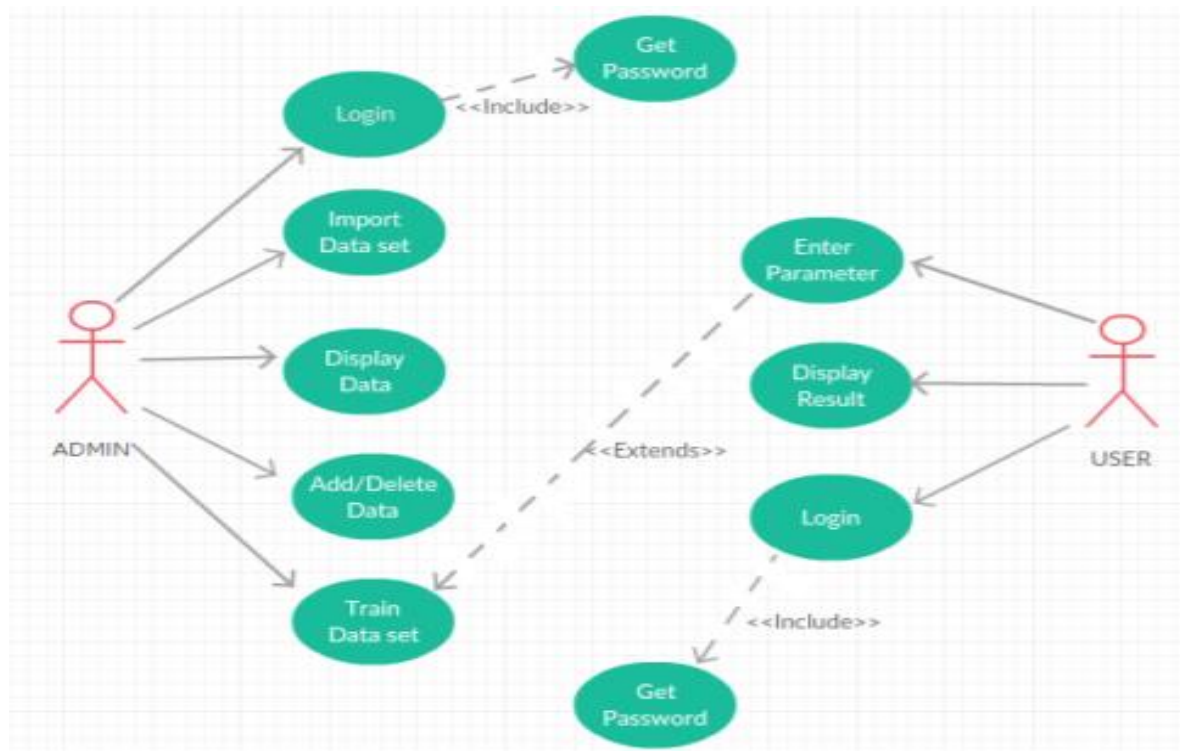 Get
Password
Login
<<Include>>
Import
Data set
Enter
Parameter
Display
Data
Display
Result
ADMIN
<<Extends>>
USER
Add/Delete
Data
Login
Train
Data set
<<Include>>
Get
Password